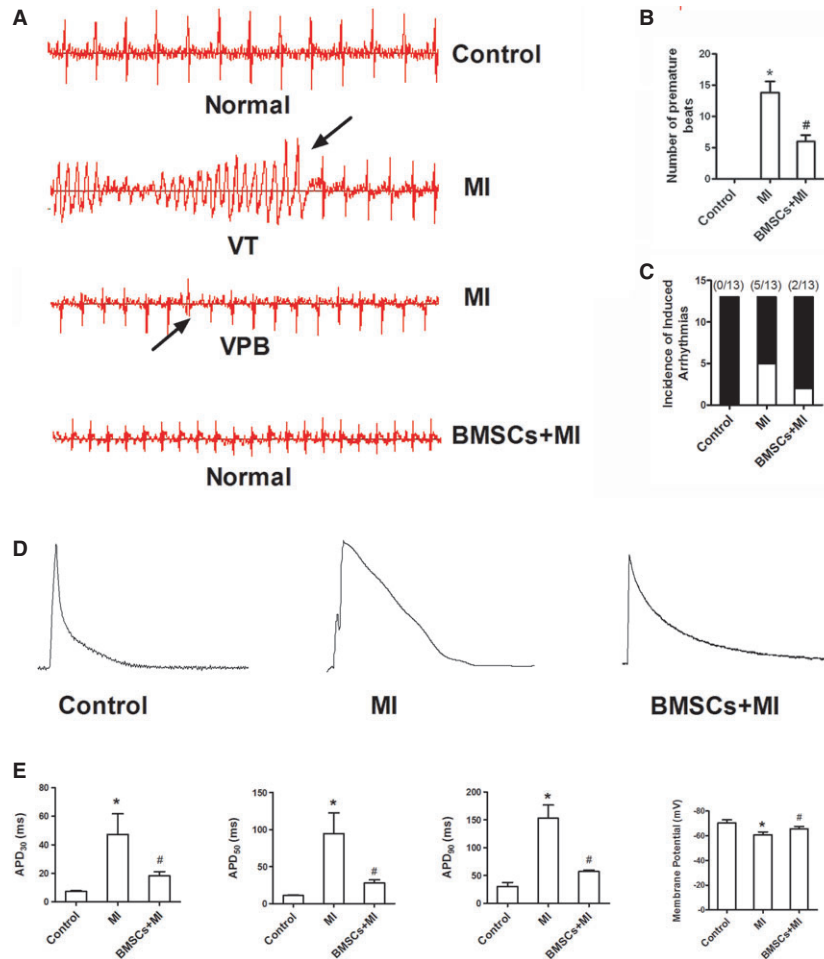 A
Control
Normal
MI
VT
MI
VPB
BMSCs+MI
Normal
B
Number of premature
beats
20
15
10
5
0
*
#
Control
MI
BMSCs+MI
C
Incidence of Induced
Arrhythmias
15
10
5
0
(0/13) (5/13) (2/13)
Control
MI
BMSCs+MI
D
Control
MI
BMSCs+MI
E
APD30 (ms)
80
60
40
20
0
*
#
Control
MI
BMSCs+MI
APD50 (ms)
150
100
50
0
*
#
Control
MI
BMSCs+MI
APD90 (ms)
200
150
100
50
0
*
#
Control
MI
BMSCs+MI
Membrane Potential (mV)
-80
-60
-40
-20
0
*
#
Control
MI
BMSCs+MI